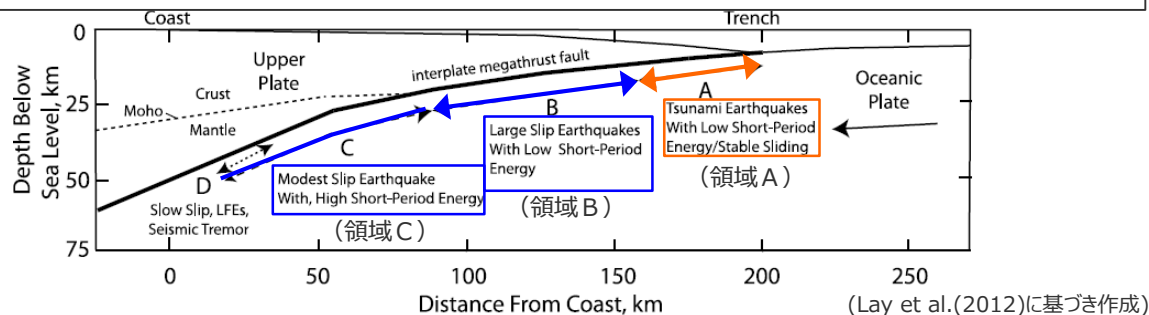 Coast
Trench
0
25
50
75
Depth Below
Sea Level, km
Upper
Plate
interplate megathrust fault
Oceanic
Plate
Crust
Moho
Mantle
A
B
C
D
Tsunami Earthquakes
With Low Short-Period
Energy/Stable Sliding
(領域A)
Large Slip Earthquakes
With Low Short-Period
Energy
(領域B)
Modest Slip Earthquake
With, High Short-Period Energy
(領域C)
Slow Slip, LFEs,
Seismic Tremor
0
50
100
150
200
250
Distance From Coast, km
(Lay et al.(2012)に基づき作成)